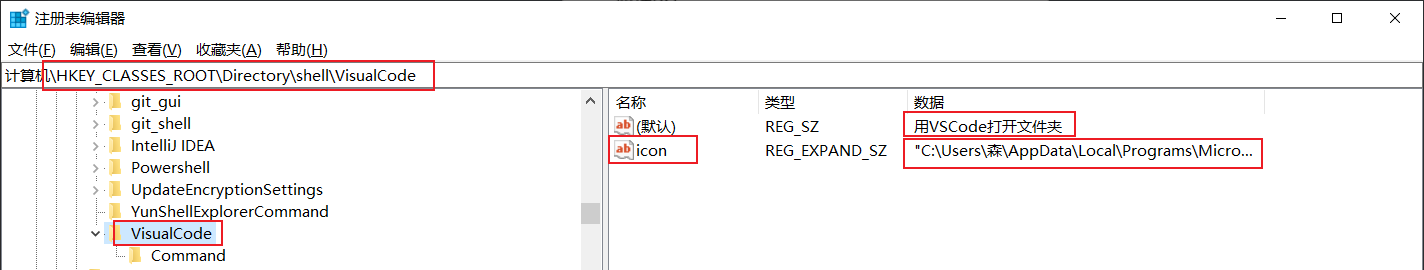 注册表编辑器
文件(F) 编辑(E) 查看(V) 收藏夹(A) 帮助(H)
计算机\HKEY_CLASSES_ROOT\Directory\shell\VisualCode
git_gui
git_shell
IntelliJ IDEA
Powershell
UpdateEncryptionSettings
YunShellExplorerCommand
VisualCode
Command
名称 类型 数据
ab (默认) REG_SZ 用VSCode打开文件夹
ab icon REG_EXPAND_SZ "C:\Users\森\AppData\Local\Programs\Micro...